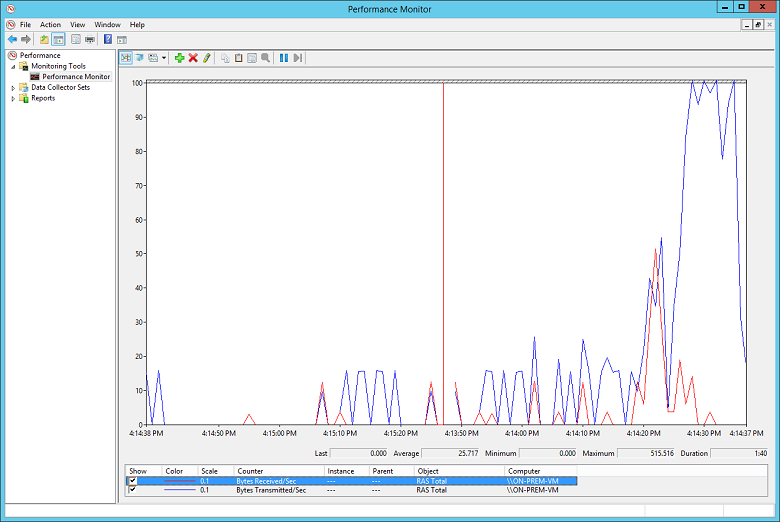 Performance Monitor
File Action View Window Help
Performance
Monitoring Tools
Performance Monitor
Data Collector Sets
Reports
100
90
80
70
60
50
40
30
20
10
0
4:14:38 PM 4:14:50 PM 4:15:00 PM 4:15:10 PM 4:15:20 PM 4:13:50 PM 4:14:00 PM 4:14:10 PM 4:14:20 PM 4:14:30 PM 4:14:37 PM
Last 0.000 Average 25.717 Minimum 0.000 Maximum 515.516 Duration 1:40
Show Color Scale Counter Instance Parent Object Computer
0.1 Bytes Received/Sec --- --- RAS Total \\ON-PREM-VM
0.1 Bytes Transmitted/Sec --- --- RAS Total \\ON-PREM-VM